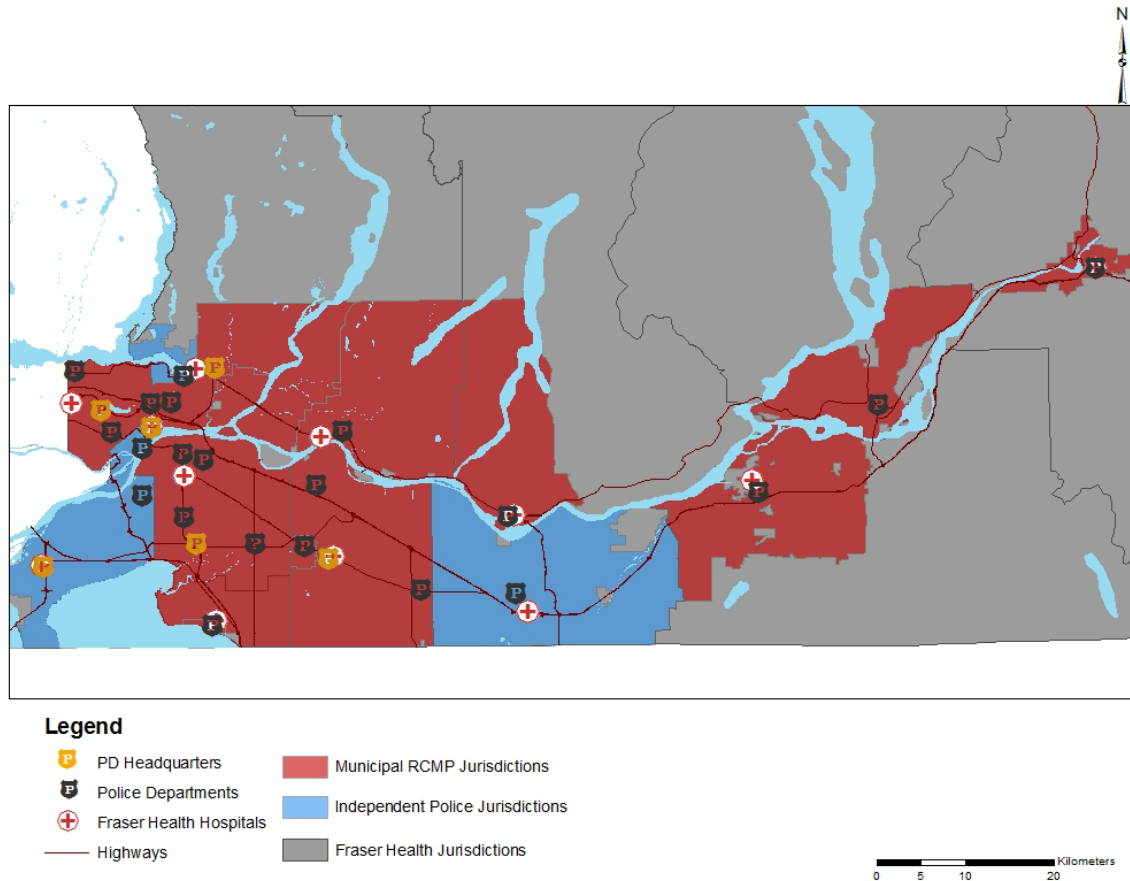 N
Legend
PD Headquarters
Police Departments
Fraser Health Hospitals
Highways
Municipal RCMP Jurisdictions
Independent Police Jurisdictions
Fraser Health Jurisdictions
Kilometers
0 5 10 20